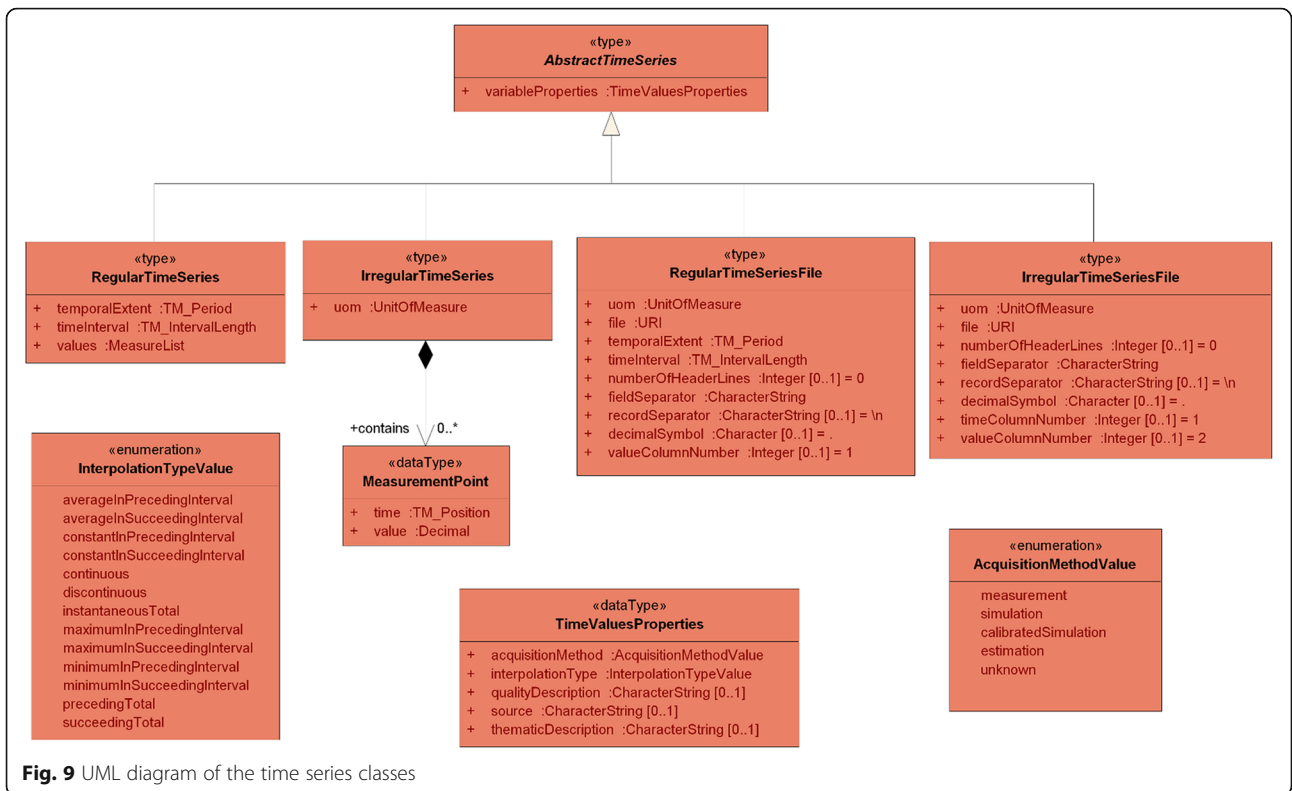 «type»
AbstractTimeSeries
+ variableProperties :TimeValuesProperties
«type»
RegularTimeSeries
+ temporalExtent :TM_Period
+ timeInterval :TM_IntervalLength
+ values :MeasureList
«type»
IrregularTimeSeries
+ uom :UnitOfMeasure
«type»
RegularTimeSeriesFile
+ uom :UnitOfMeasure
+ file :URI
+ temporalExtent :TM_Period
+ timeInterval :TM_IntervalLength
+ numberOfHeaderLines :Integer [0..1] = 0
+ fieldSeparator :CharacterString
+ recordSeparator :CharacterString [0..1] = \n
+ decimalSymbol :Character [0..1] = .
+ valueColumnNumber :Integer [0..1] = 1
«type»
IrregularTimeSeriesFile
+ uom :UnitOfMeasure
+ file :URI
+ numberOfHeaderLines :Integer [0..1] = 0
+ fieldSeparator :CharacterString
+ recordSeparator :CharacterString [0..1] = \n
+ decimalSymbol :Character [0..1] = .
+ timeColumnNumber :Integer [0..1] = 1
+ valueColumnNumber :Integer [0..1] = 2
+contains 0..*
«dataType»
MeasurementPoint
+ time :TM_Position
+ value :Decimal
«enumeration»
InterpolationTypeValue
averageInPrecedingInterval
averageInSucceedingInterval
constantInPrecedingInterval
constantInSucceedingInterval
continuous
discontinuous
instantaneousTotal
maximumInPrecedingInterval
maximumInSucceedingInterval
minimumInPrecedingInterval
minimumInSucceedingInterval
precedingTotal
succeedingTotal
«dataType»
TimeValuesProperties
+ acquisitionMethod :AcquisitionMethodValue
+ interpolationType :InterpolationTypeValue
+ qualityDescription :CharacterString [0..1]
+ source :CharacterString [0..1]
+ thematicDescription :CharacterString [0..1]
«enumeration»
AcquisitionMethodValue
measurement
simulation
calibratedSimulation
estimation
unknown
Fig. 9 UML diagram of the time series classes